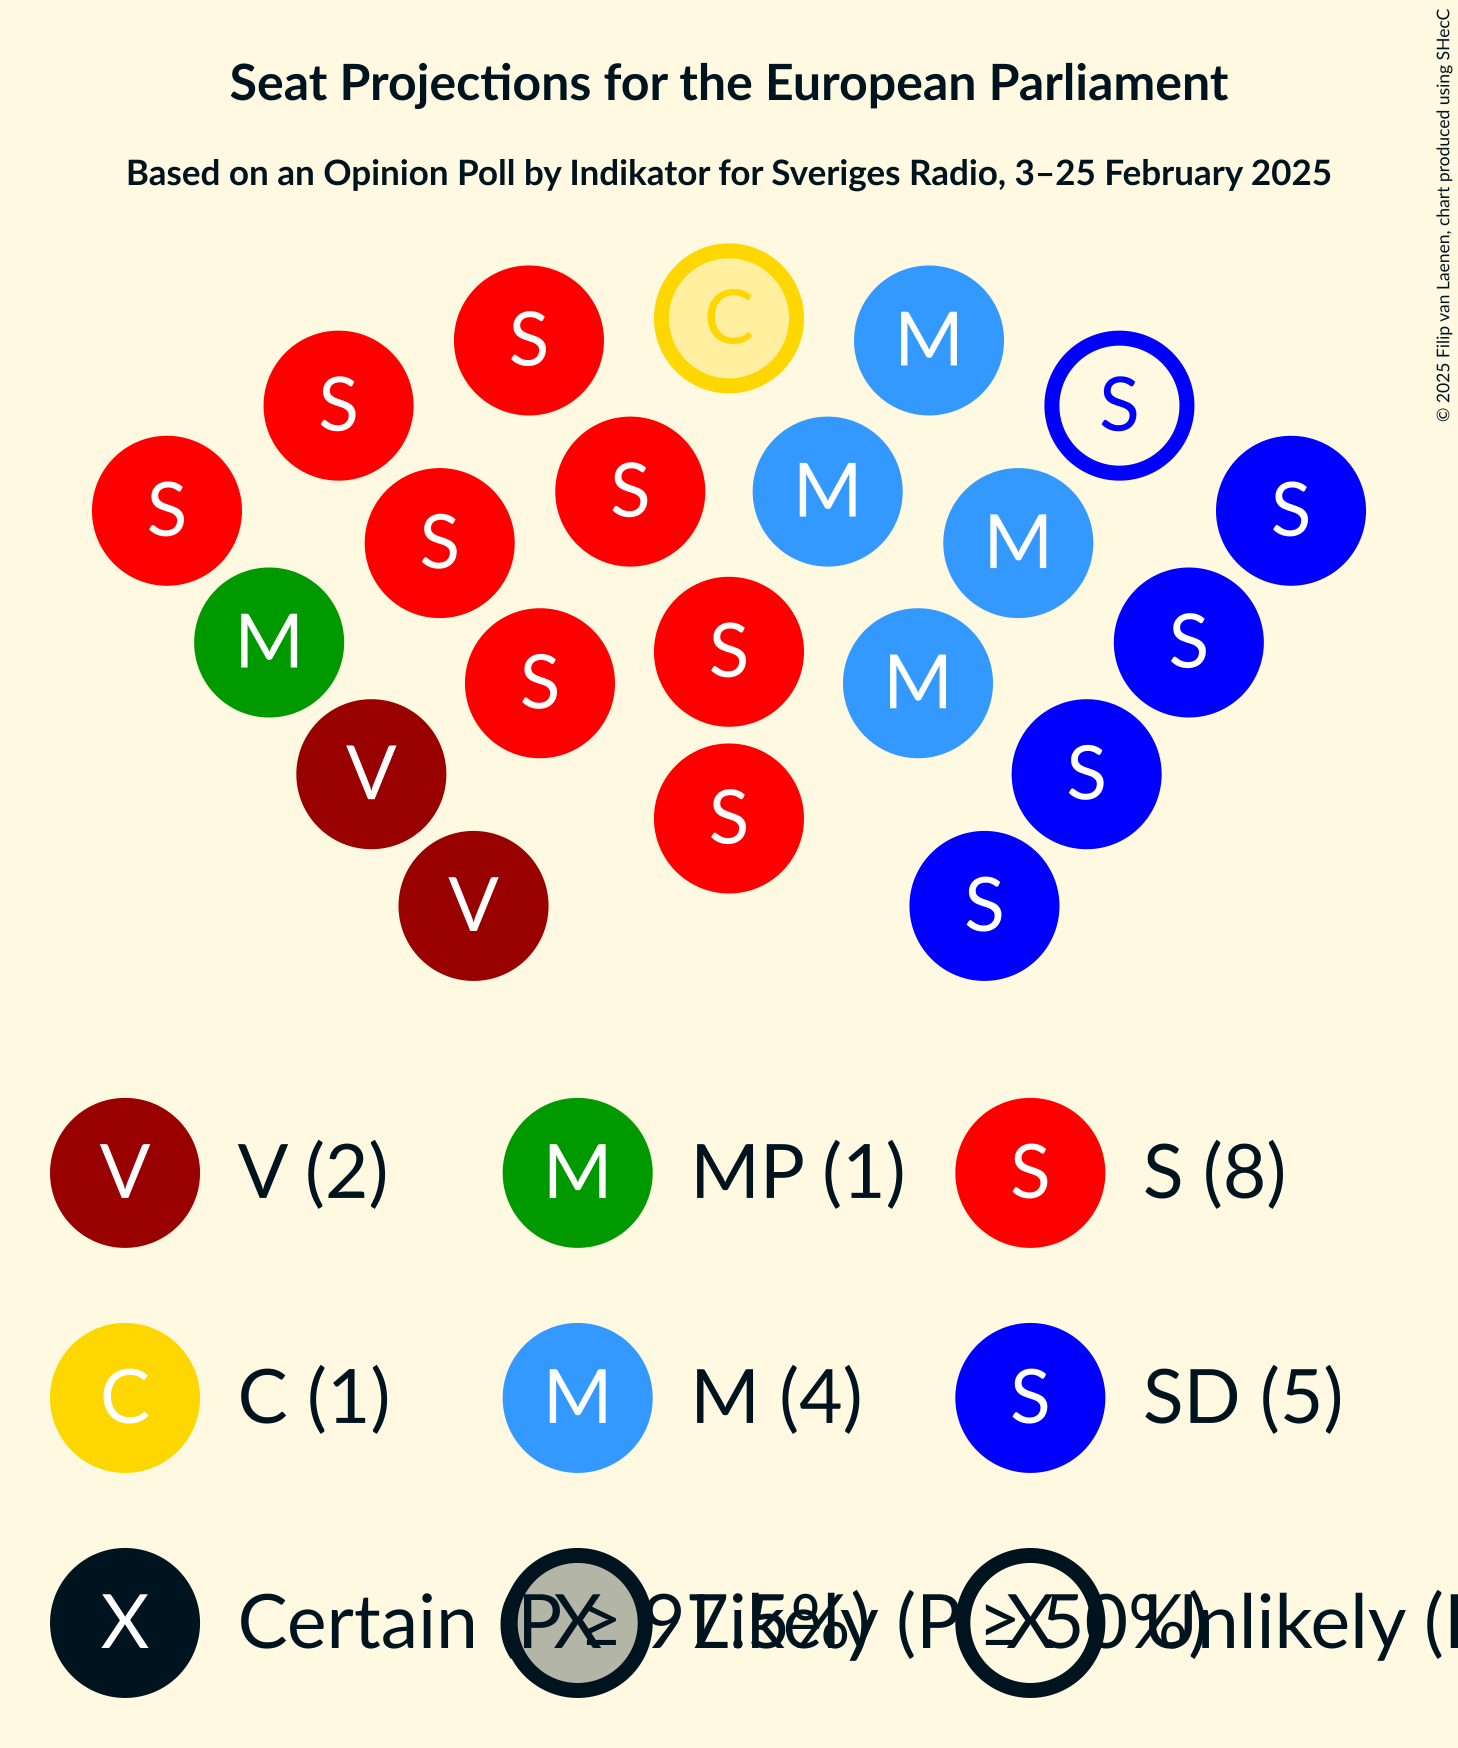 Seat Projections for the European Parliament
Based on an Opinion Poll by Indikator for Sveriges Radio, 3–25 February 2025
© 2025 Filip van Laenen, chart produced using SHecC
C
S M
S S
S M
S S
S M
M S
S
S M
V S
S
V S
V V (2) M MP (1) S S (8)
C C (1) M M (4) S SD (5)
X Certain (P ≥ 97.5%) X Likely (P ≥ 50%) X Unlikely (